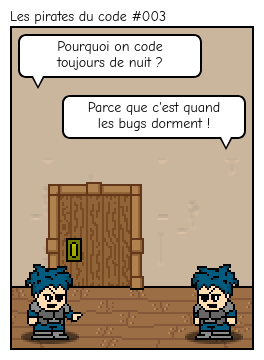 Les pirates du code #003
Pourquoi on code
toujours de nuit ?
Parce que c'est quand
les bugs dorment !